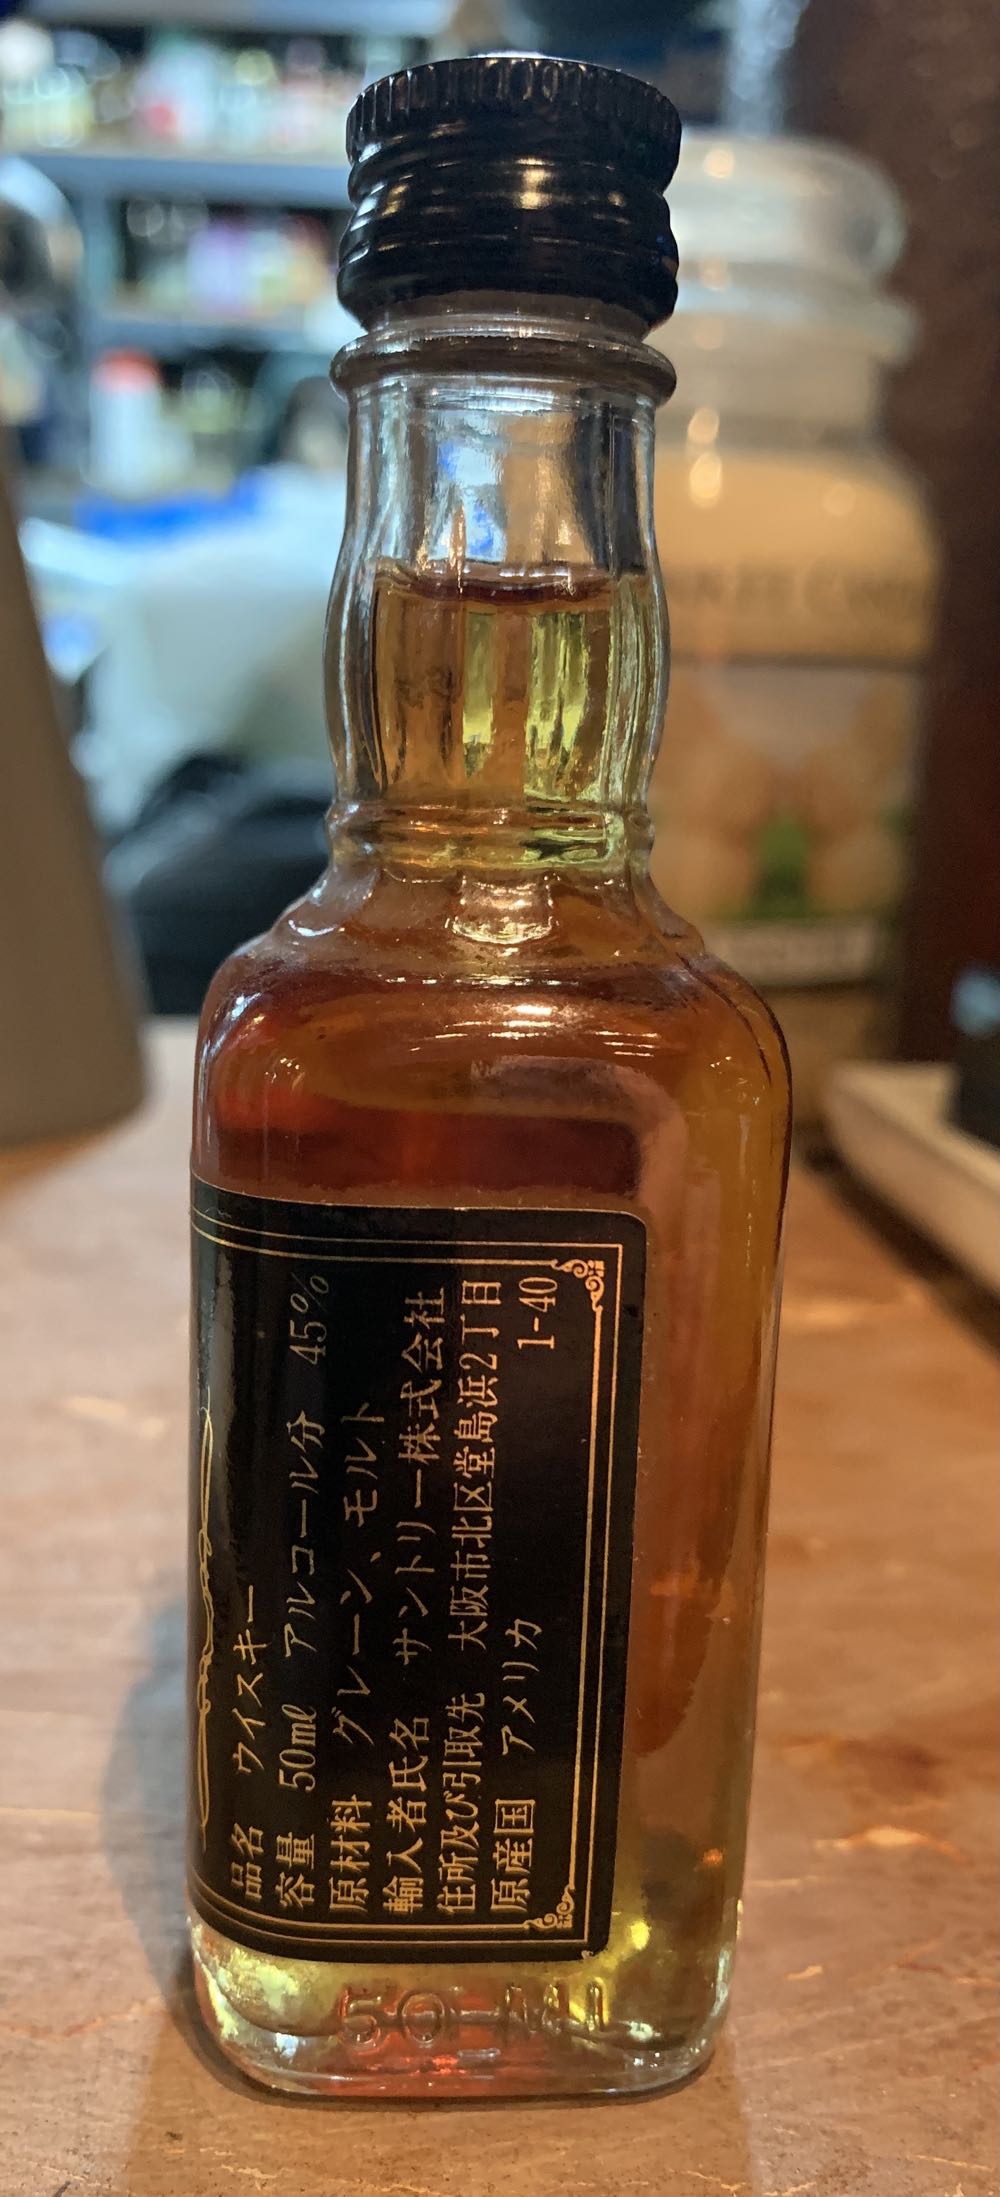 品名 ウイスキー
容量 50mℓ アルコール分 45%
原材料 グレーン、モルト
輸入者氏名 サントリー株式会社
住所及び引取先 大阪市北区堂島浜2丁目
1-40
原産国 アメリカ